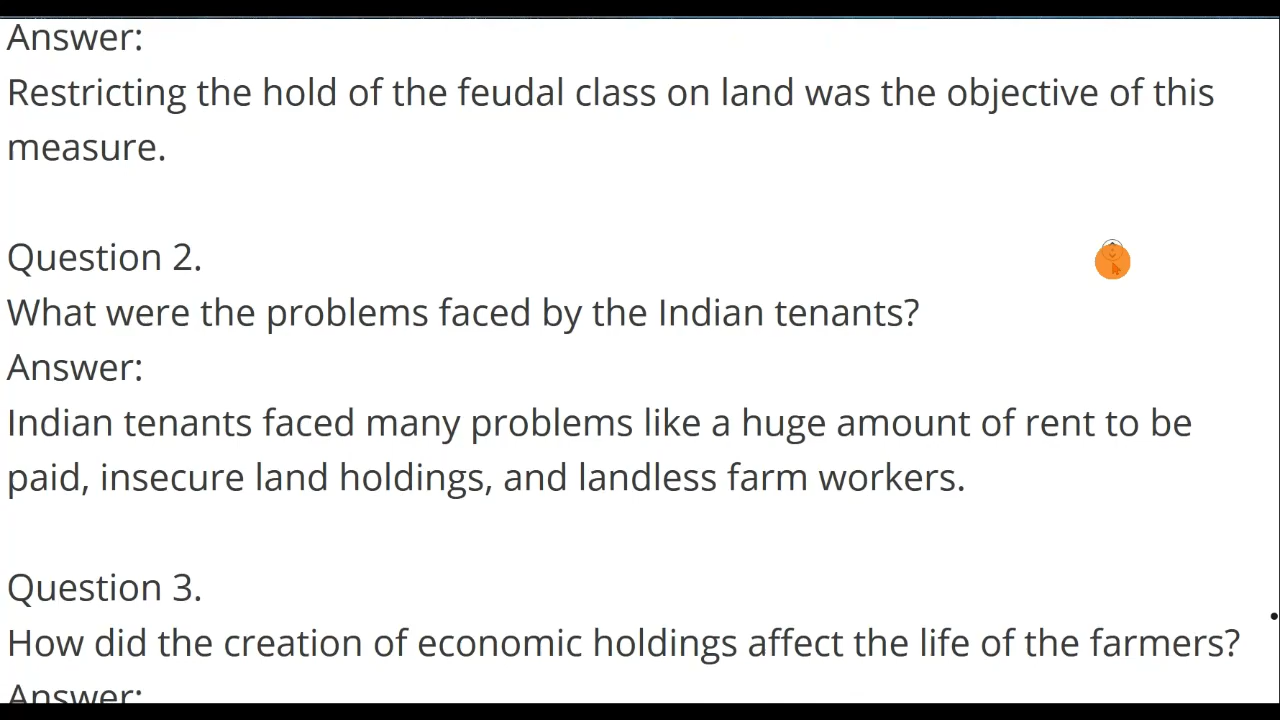 Answer:
Restricting the hold of the feudal class on land was the objective of this
measure.
Question 2.
What were the problems faced by the Indian tenants?
Answer:
Indian tenants faced many problems like a huge amount of rent to be
paid, insecure land holdings, and landless farm workers.
Question 3.
How did the creation of economic holdings affect the life of the farmers?
Answer: